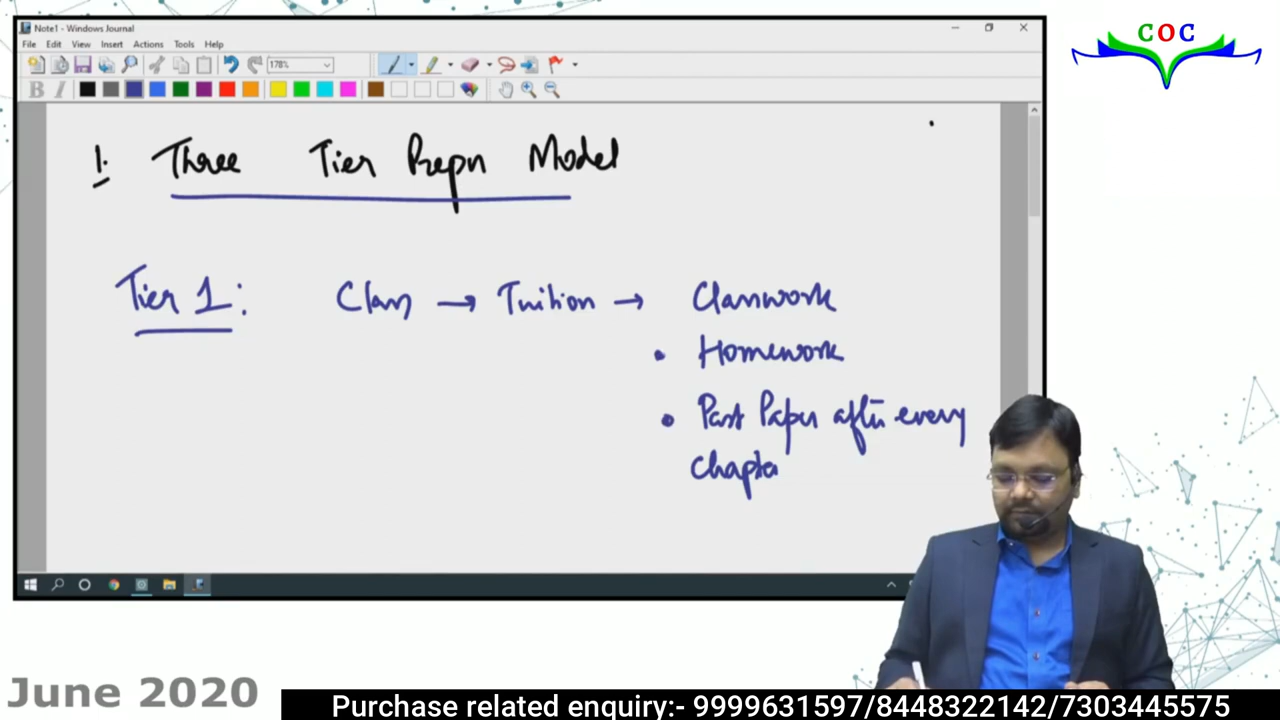 Note1 - Windows Journal
COC
File Edit View Insert Actions Tools Help
178%
B I
1. Three Tier Prepn Model
Tier 1: Class → Tuition → Classwork
• Homework
• Past Paper after every
chapter
June 2020
Purchase related enquiry:- 9999631597/8448322142/7303445575